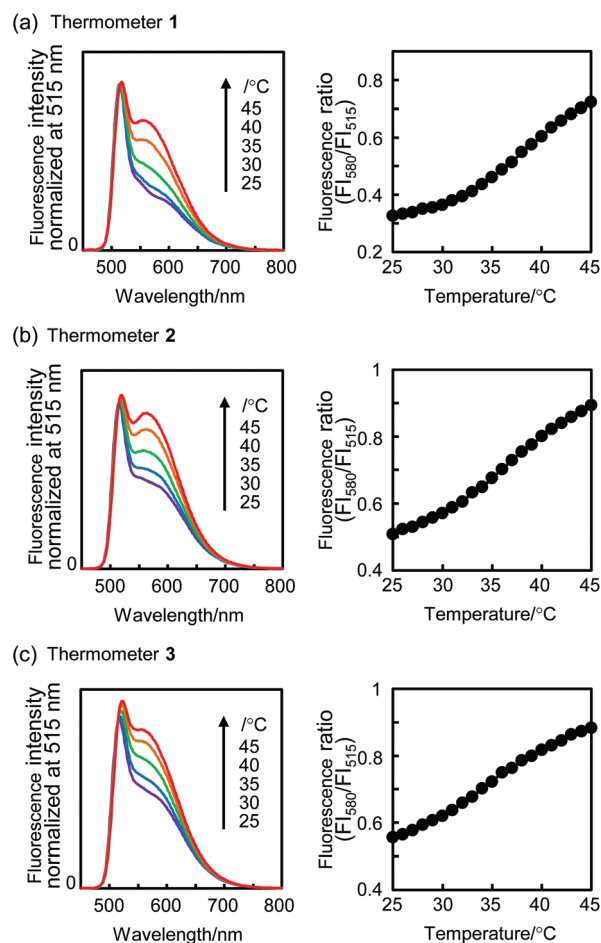 (a) Thermometer 1
Fluorescence intensity
normalized at 515 nm
/°C
45
40
35
30
25
0
500 600 700 800
Wavelength/nm
Fluorescence ratio
(FI580/FI515)
0.8
0.6
0.4
0.2
25 30 35 40 45
Temperature/°C
(b) Thermometer 2
Fluorescence intensity
normalized at 515 nm
/°C
45
40
35
30
25
0
500 600 700 800
Wavelength/nm
Fluorescence ratio
(FI580/FI515)
1
0.8
0.6
0.4
25 30 35 40 45
Temperature/°C
(c) Thermometer 3
Fluorescence intensity
normalized at 515 nm
/°C
45
40
35
30
25
0
500 600 700 800
Wavelength/nm
Fluorescence ratio
(FI580/FI515)
1
0.8
0.6
0.4
25 30 35 40 45
Temperature/°C